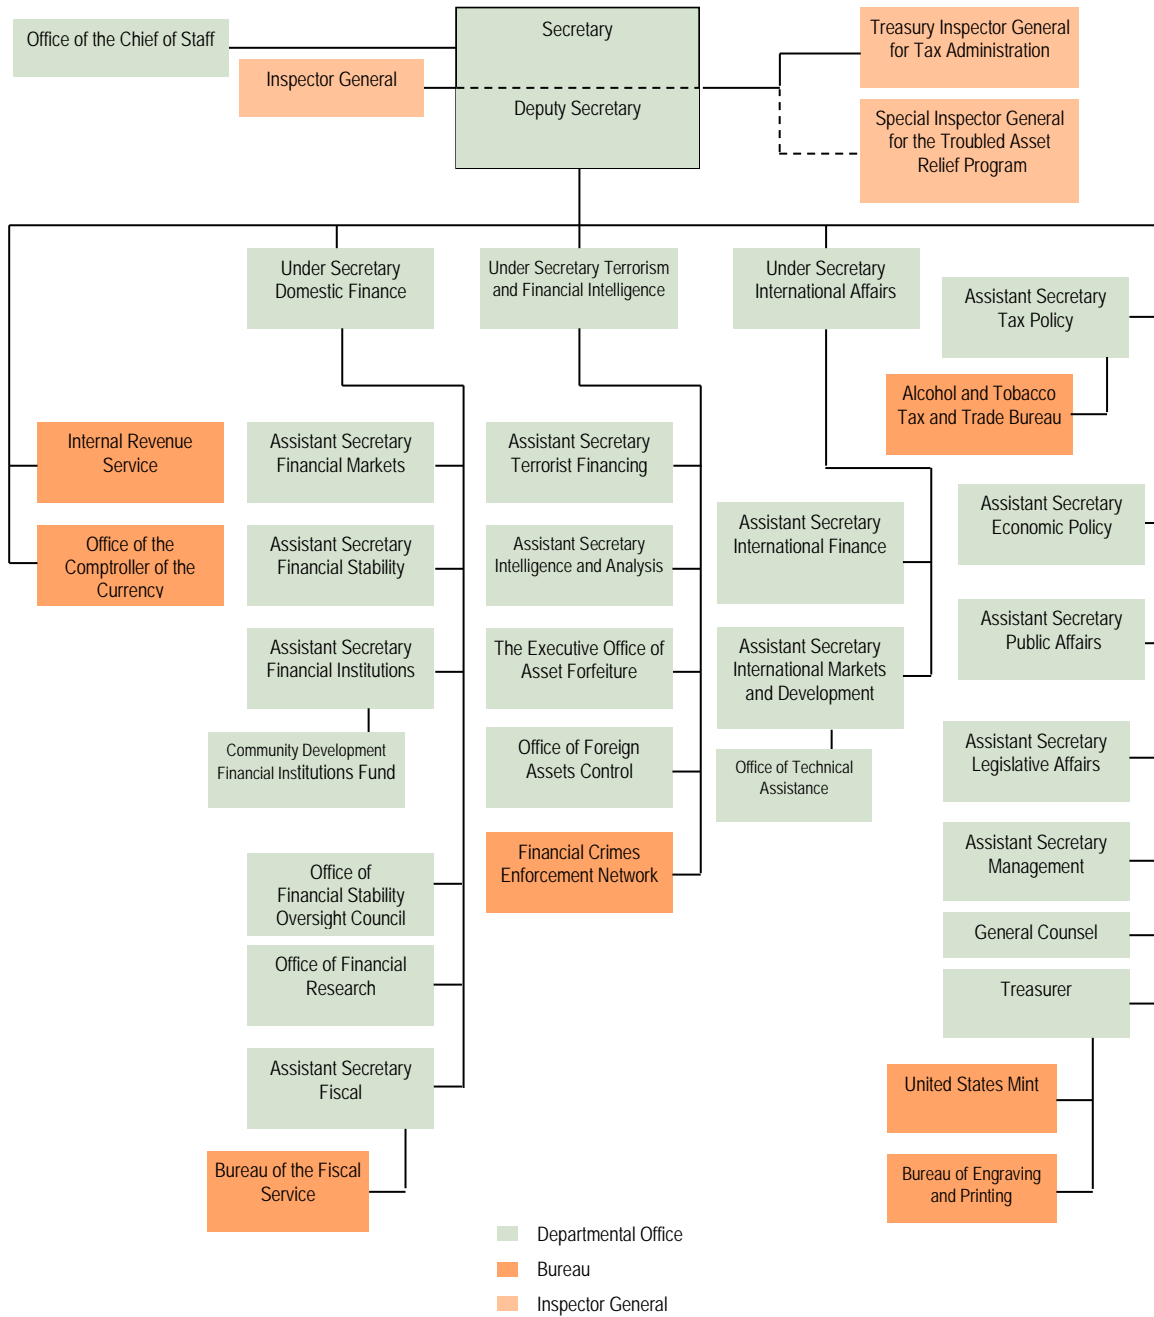 Office of the Chief of Staff
Secretary
Deputy Secretary
Inspector General
Treasury Inspector General
for Tax Administration
Special Inspector General
for the Troubled Asset
Relief Program
Under Secretary
Domestic Finance
Under Secretary Terrorism
and Financial Intelligence
Under Secretary
International Affairs
Assistant Secretary
Tax Policy
Alcohol and Tobacco
Tax and Trade Bureau
Internal Revenue
Service
Office of the
Comptroller of the
Currency
Assistant Secretary
Financial Markets
Assistant Secretary
Financial Stability
Assistant Secretary
Financial Institutions
Community Development
Financial Institutions Fund
Office of
Financial Stability
Oversight Council
Office of Financial
Research
Assistant Secretary
Fiscal
Bureau of the Fiscal
Service
Assistant Secretary
Terrorist Financing
Assistant Secretary
Intelligence and Analysis
The Executive Office of
Asset Forfeiture
Office of Foreign
Assets Control
Financial Crimes
Enforcement Network
Assistant Secretary
International Finance
Assistant Secretary
International Markets
and Development
Office of Technical
Assistance
Assistant Secretary
Economic Policy
Assistant Secretary
Public Affairs
Assistant Secretary
Legislative Affairs
Assistant Secretary
Management
General Counsel
Treasurer
United States Mint
Bureau of Engraving
and Printing
Departmental Office
Bureau
Inspector General